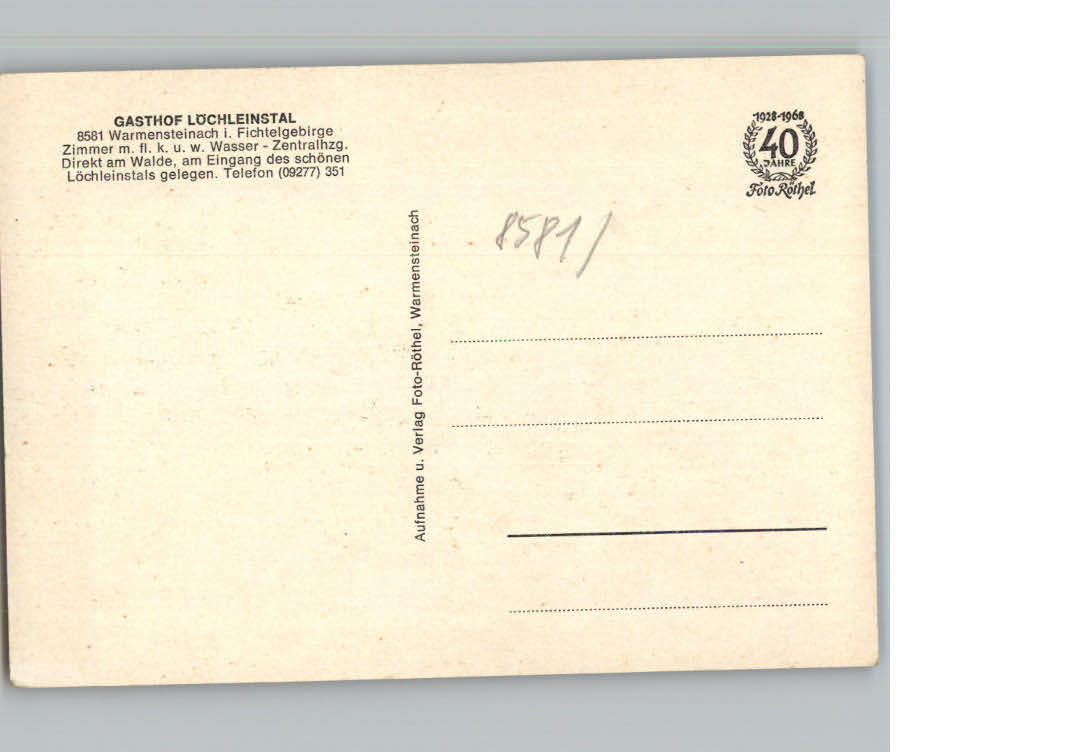 GASTHOF LÖCHLEINSTAL
8581 Warmensteinach i. Fichtelgebirge
Zimmer m. fl. k. u. w. Wasser - Zentralhzg.
Direkt am Walde, am Eingang des schönen
Löchleinstals gelegen. Telefon (09277) 351
1928-1968
40
JAHRE
Foto Röthel
8581/
Aufnahme u. Verlag Foto-Röthel, Warmensteinach